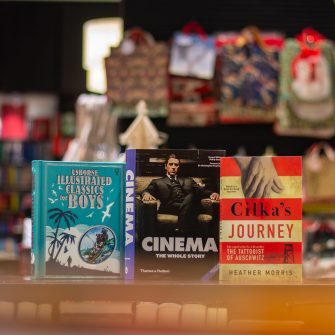 USBORNE
ILLUSTRATED
CLASSICS
for
BOYS
CINEMA
CINEMA
THE WHOLE STORY
Thames & Hudson
Cilka's
JOURNEY
THE TATTOOIST
OF AUSCHWITZ
HEATHER MORRIS